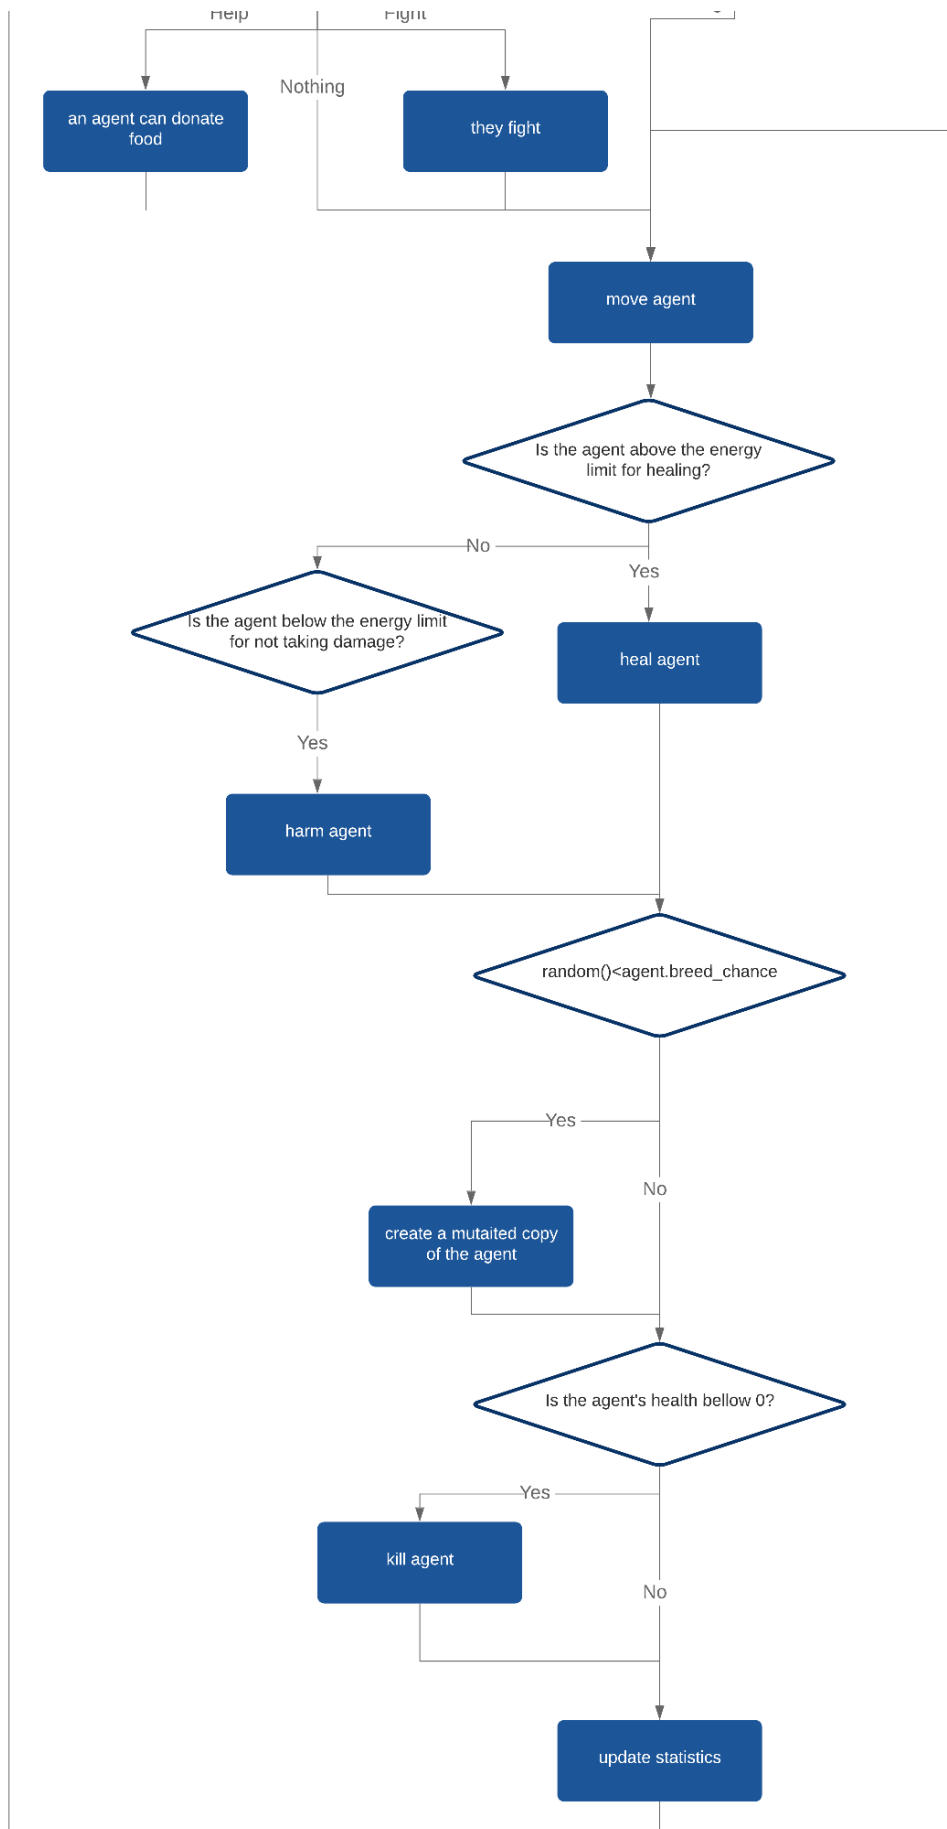 Help
Fight
Nothing
an agent can donate
food
they fight
move agent
Is the agent above the energy
limit for healing?
No
Yes
Is the agent below the energy limit
for not taking damage?
heal agent
Yes
harm agent
random()<agent.breed_chance
Yes
No
create a mutaited copy
of the agent
Is the agent's health bellow 0?
Yes
kill agent
No
update statistics